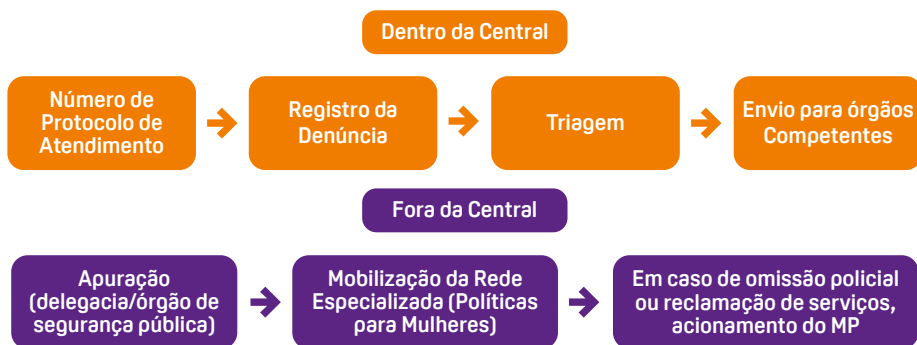 Dentro da Central
Número de
Protocolo de
Atendimento
Registro da
Denúncia
Triagem
Envio para órgãos
Competentes
Fora da Central
Apuração
(delegacia/órgão de
segurança pública)
Mobilização da Rede
Especializada (Políticas
para Mulheres)
Em caso de omissão policial
ou reclamação de serviços,
acionamento do MP